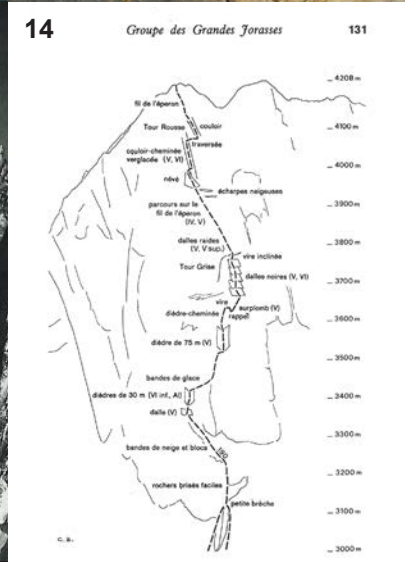 14
Groupe des Grandes Jorasses
131
4208 m
fil de l'éperon
Tour Rousse
couloir
4100 m
traversée
couloir-cheminée
verglacée (V, VI)
4000 m
névé
écharpes neigeuses
parcours sur le
fil de l'éperon
(IV, V)
3900 m
dalles raides
(V, V sup.)
3800 m
vire inclinée
Tour Grise
dalles noires (V, VI)
3700 m
vire
surplomb (V)
dièdre-cheminée
rappel
3600 m
dièdre de 75 m (V)
3500 m
bandes de glace
dièdres de 30 m (VI inf., AI)
3400 m
dalle (V)
3300 m
bandes de neige et blocs
3200 m
rochers brisés faciles
petite brèche
3100 m
3000 m